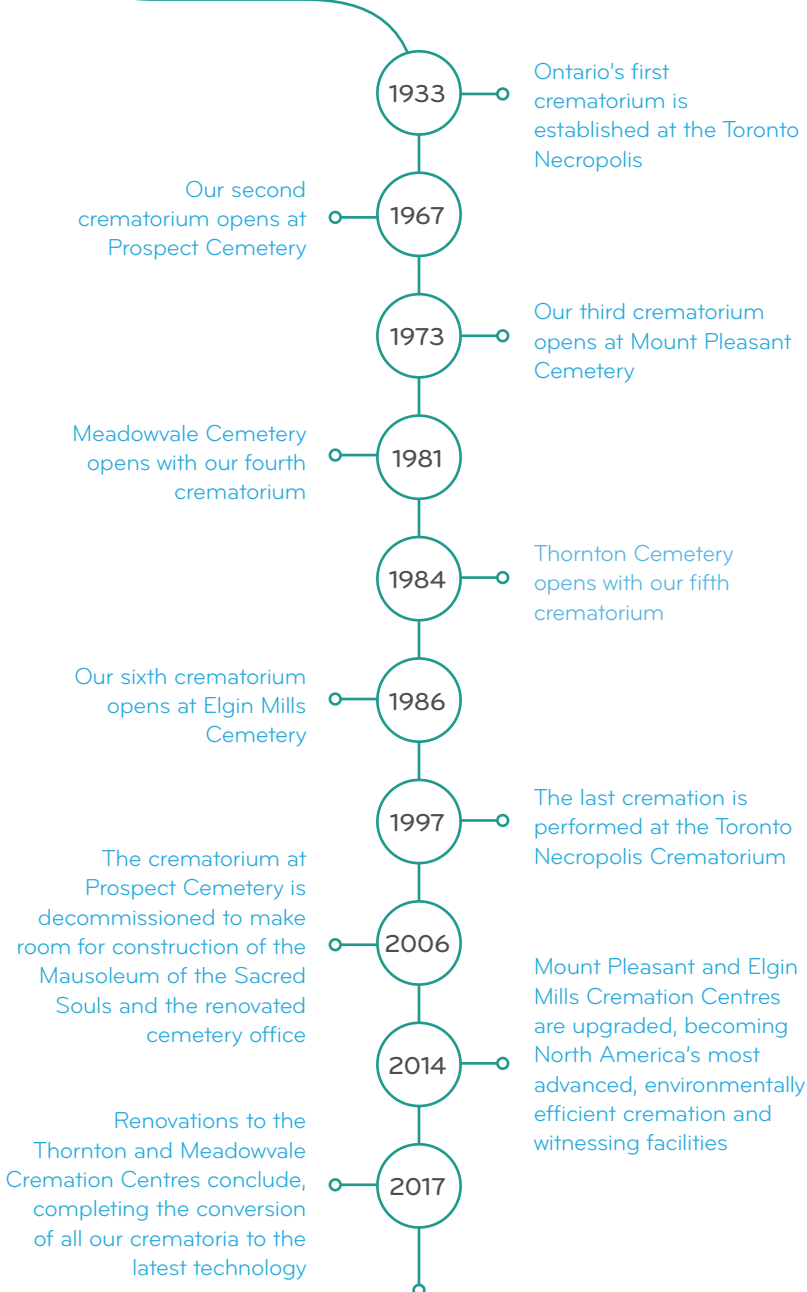 1933
Ontario's first
crematorium is
established at the Toronto
Necropolis
1967
Our second
crematorium opens at
Prospect Cemetery
1973
Our third crematorium
opens at Mount Pleasant
Cemetery
1981
Meadowvale Cemetery
opens with our fourth
crematorium
1984
Thornton Cemetery
opens with our fifth
crematorium
1986
Our sixth crematorium
opens at Elgin Mills
Cemetery
1997
The last cremation is
performed at the Toronto
Necropolis Crematorium
2006
The crematorium at
Prospect Cemetery is
decommissioned to make
room for construction of the
Mausoleum of the Sacred
Souls and the renovated
cemetery office
2014
Mount Pleasant and Elgin
Mills Cremation Centres
are upgraded, becoming
North America's most
advanced, environmentally
efficient cremation and
witnessing facilities
2017
Renovations to the
Thornton and Meadowvale
Cremation Centres conclude,
completing the conversion
of all our crematoria to the
latest technology